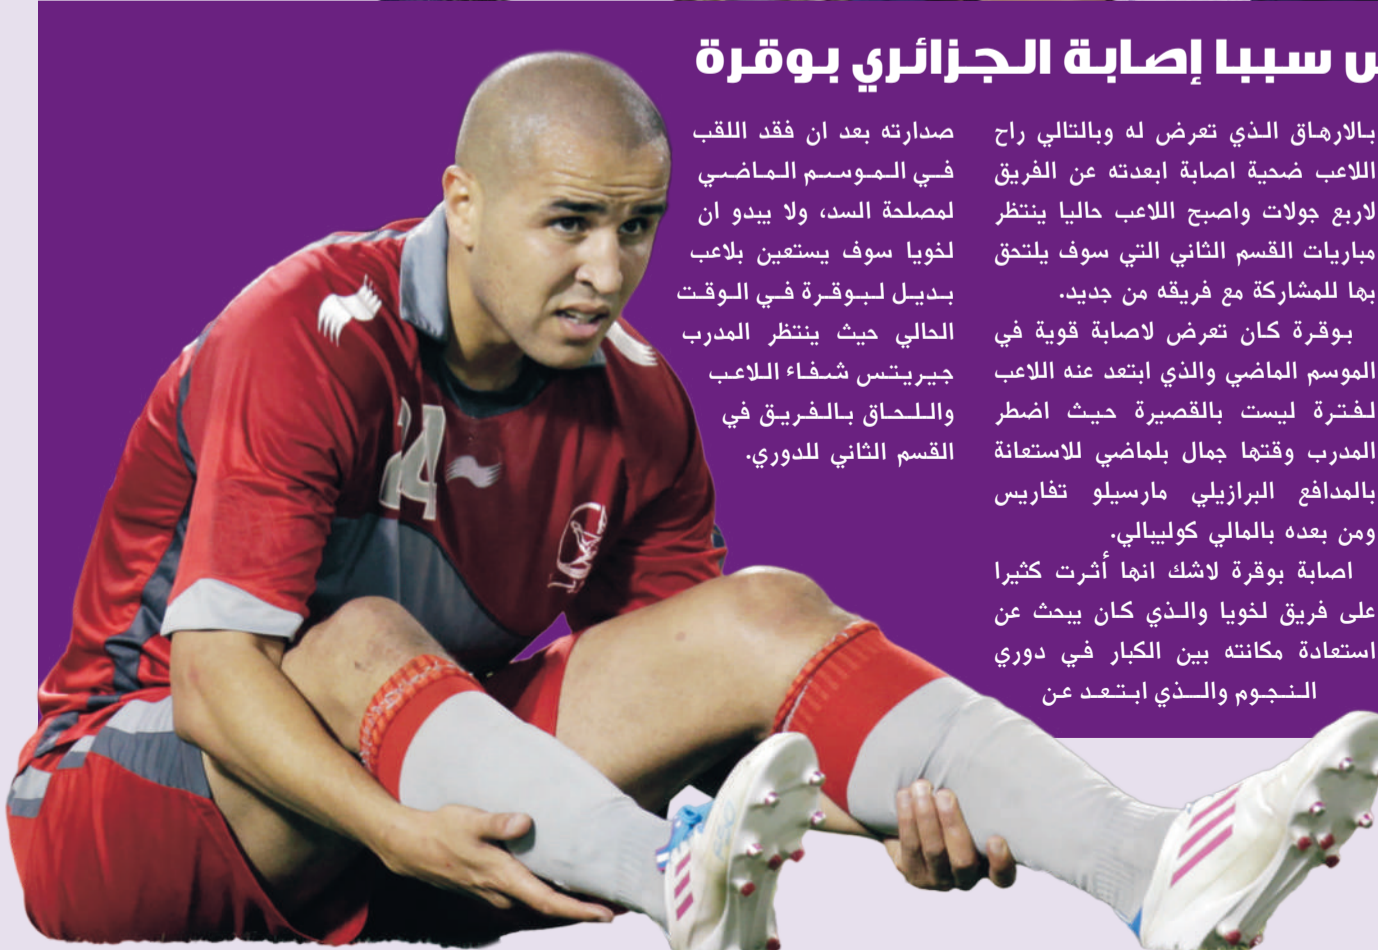 سببا إصابة الجزائري بوقرة
بالارهاق الذي تعرض له وبالتالي راح
اللاعب ضحية اصابة ابعدته عن الفريق
لاربع جولات واصبح اللاعب حاليا ينتظر
مباريات القسم الثاني التي سوف يلتحق
بها للمشاركة مع فريقه من جديد.
بوقرة كان تعرض لاصابة قوية في
الموسم الماضي والذي ابتعد عنه اللاعب
لفترة ليست بالقصيرة حيث اضطر
المدرب وقتها جمال بلماضي للاستعانة
بالمدافع البرازيلي مارسيلو تفاريس
ومن بعده بالمالي كوليبالي.
اصابة بوقرة لاشك انها أثرت كثيرا
على فريق لخويا والذي كان يبحث عن
استعادة مكانته بين الكبار في دوري
النجوم والذي ابتعد عن
صدارته بعد ان فقد اللقب
في الموسم الماضي
لمصلحة السد، ولا يبدو ان
لخويا سوف يستعين بلاعب
بديل لبوقرة في الوقت
الحالي حيث ينتظر المدرب
جيريتس شفاء اللاعب
واللحاق بالفريق في
القسم الثاني للدوري.
24